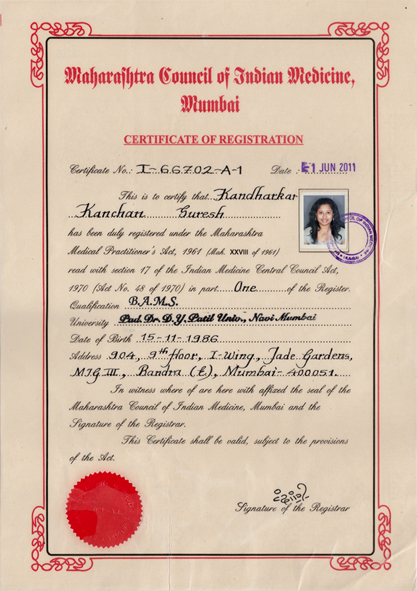 Maharashtra Council of Indian Medicine,
Mumbai
CERTIFICATE OF REGISTRATION
Certificate No.: I-66702-A-1 Date: 1 JUN 2011
This is to certify that Kandharkar
Kanchan Suresh
has been duly registered under the Maharashtra
Medical Practitioner's Act, 1961 (Mah. XXVIII of 1961)
read with section 17 of the Indian Medicine Central Council Act,
1970 (Act No. 48 of 1970) in part One of the Register.
Qualification B.A.M.S.
University Pad. Dr. D.Y. Patil Univ., Navi Mumbai
Date of Birth 15-11-1986
Address 904, 9th floor, I-Wing, Jade Gardens,
MIG III, Bandra (E), Mumbai-400051.
In witness where of are here with affixed the seal of the
Maharashtra Council of Indian Medicine, Mumbai and the
Signature of the Registrar.
This Certificate shall be valid, subject to the provisions
of the Act.
Signature of the Registrar